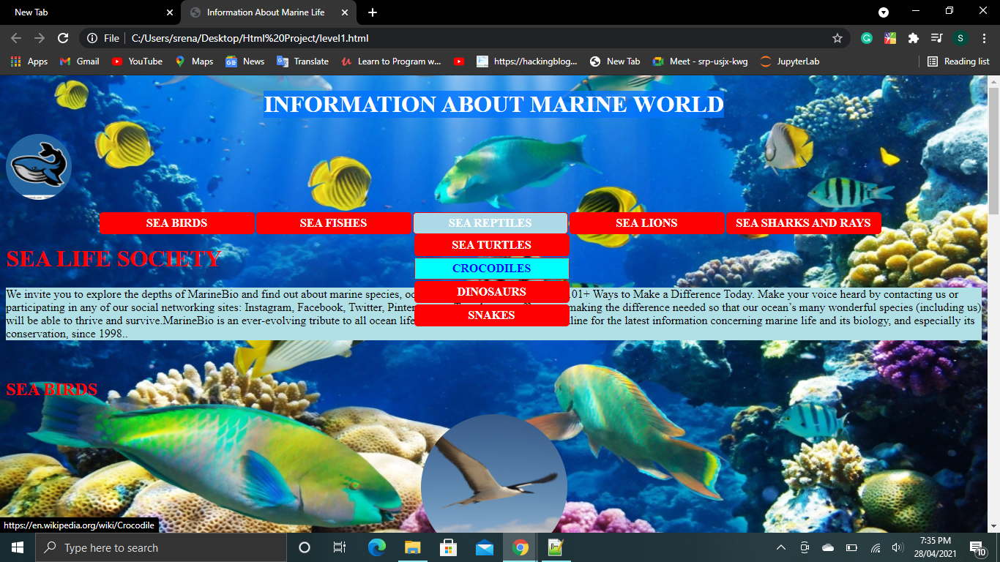 New Tab
Information About Marine Life
File C:/Users/srena/Desktop/Html%20Project/level1.html
S
Apps Gmail YouTube Maps News Translate Learn to Program w... https://hackingblog... New Tab Meet - srp-usjx-kwg JupyterLab Reading list
INFORMATION ABOUT MARINE WORLD
SEA BIRDS SEA FISHES SEA REPTILES SEA LIONS SEA SHARKS AND RAYS
SEA TURTLES
CROCODILES
DINOSAURS
SNAKES
SEA LIFE SOCIETY
We invite you to explore the depths of MarineBio and find out about marine species, oc 01+ Ways to Make a Difference Today. Make your voice heard by contacting us or
participating in any of our social networking sites: Instagram, Facebook, Twitter, Pinter making the difference needed so that our ocean’s many wonderful species (including us)
will be able to thrive and survive.MarineBio is an ever-evolving tribute to all ocean life line for the latest information concerning marine life and its biology, and especially its
conservation, since 1998..
SEA BIRDS
https://en.wikipedia.org/wiki/Crocodile
Type here to search
7:35 PM
28/04/2021
10